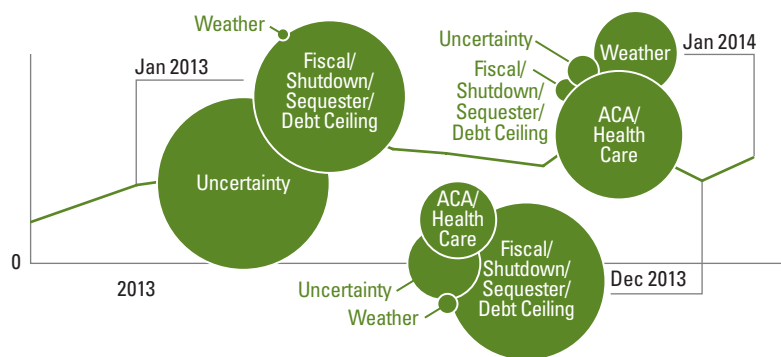 Weather
Jan 2013
Fiscal/
Shutdown/
Sequester/
Debt Ceiling
Uncertainty
Uncertainty
Fiscal/
Shutdown/
Sequester/
Debt Ceiling
Weather
Jan 2014
ACA/
Health
Care
ACA/
Health
Care
Fiscal/
Shutdown/
Sequester/
Debt Ceiling
Uncertainty
Weather
0
2013
Dec 2013